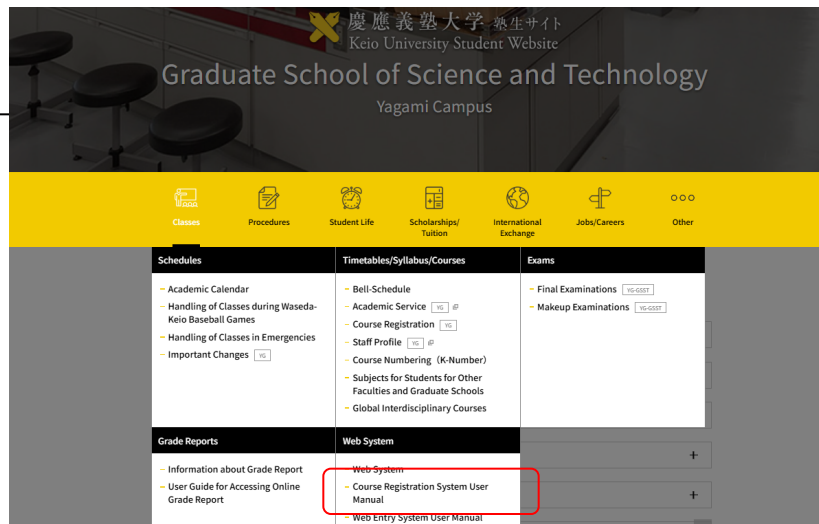 慶應義塾大学 塾生サイト
Keio University Student Website
Graduate School of Science and Technology
Yagami Campus
Classes
Procedures
Student Life
Scholarships/
Tuition
International
Exchange
Jobs/Careers
Other
Schedules
Academic Calendar
Handling of Classes during Waseda-
Keio Baseball Games
Handling of Classes in Emergencies
Important Changes YG
Timetables/Syllabus/Courses
Bell-Schedule
Academic Service YG
Course Registration YG
Staff Profile YG
Course Numbering（K-Number）
Subjects for Students for Other
Faculties and Graduate Schools
Global Interdisciplinary Courses
Exams
Final Examinations YG-GSST
Makeup Examinations YG-GSST
Grade Reports
Information about Grade Report
User Guide for Accessing Online
Grade Report
Web System
Web System
Course Registration System User
Manual
Web Entry System User Manual